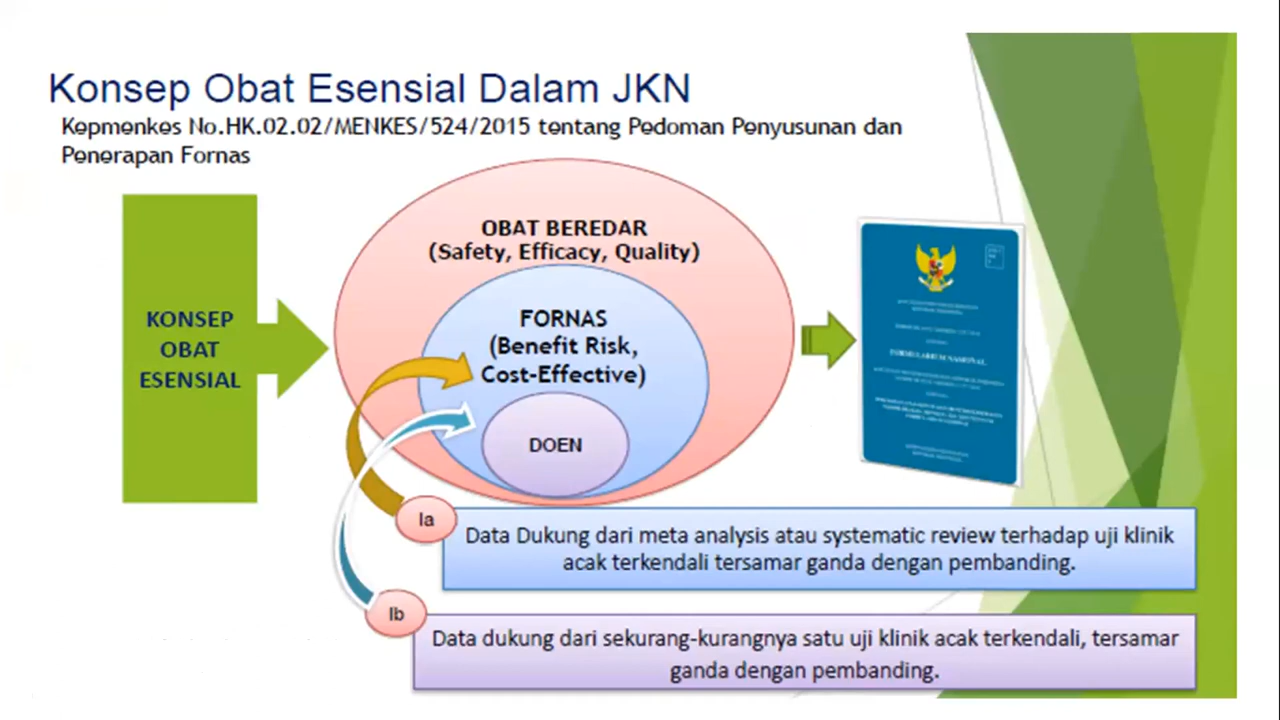 Konsep Obat Esensial Dalam JKN
Kepmenkes No.HK.02.02/MENKES/524/2015 tentang Pedoman Penyusunan dan
Penerapan Fornas
KONSEP
OBAT
ESENSIAL
OBAT BEREDAR
(Safety, Efficacy, Quality)
FORNAS
(Benefit Risk,
Cost-Effective)
DOEN
FORMULARIUM NASIONAL
Ia
Data Dukung dari meta analysis atau systematic review terhadap uji klinik
acak terkendali tersamar ganda dengan pembanding.
Ib
Data dukung dari sekurang-kurangnya satu uji klinik acak terkendali, tersamar
ganda dengan pembanding.